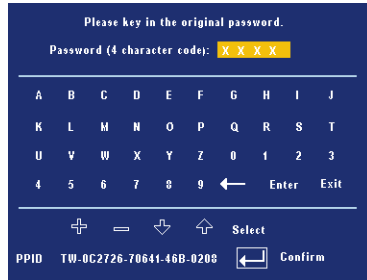 Please key in the original password.
Password (4 character code): X X X X
A B C D E F G H I J
K L M N O P Q R S T
U V W X Y Z 0 1 2 3
4 5 6 7 8 9 ← Enter Exit
Select
PPID TW-0C2726-70641-46B-0208 Confirm